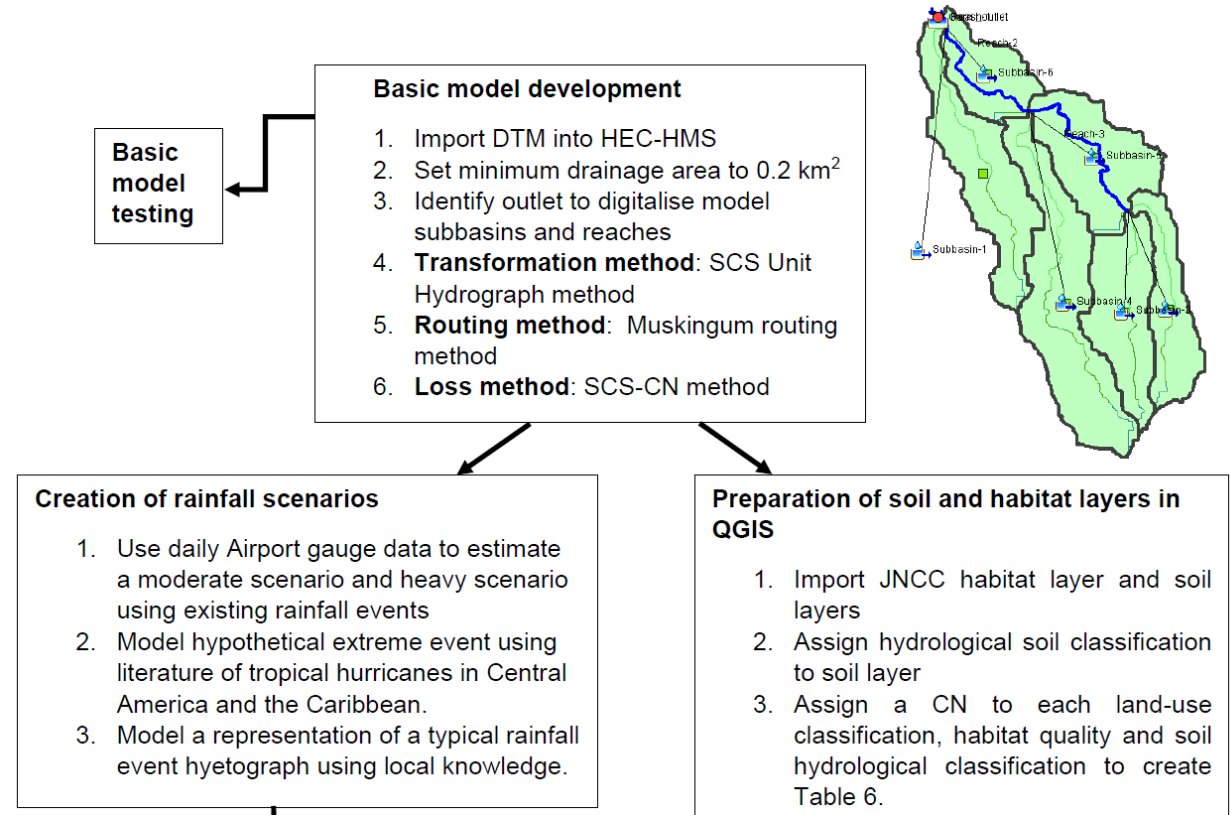 Basic model development
1. Import DTM into HEC-HMS
2. Set minimum drainage area to 0.2 km²
3. Identify outlet to digitalise model
subbasins and reaches
4. Transformation method: SCS Unit
Hydrograph method
5. Routing method: Muskingum routing
method
6. Loss method: SCS-CN method
Basic
model
testing
Reach-2
Subbasin-6
Reach-3
Subbasin-5
Subbasin-1
Subbasin-4
Creation of rainfall scenarios
1. Use daily Airport gauge data to estimate
a moderate scenario and heavy scenario
using existing rainfall events
2. Model hypothetical extreme event using
literature of tropical hurricanes in Central
America and the Caribbean.
3. Model a representation of a typical rainfall
event hyetograph using local knowledge.
Preparation of soil and habitat layers in
QGIS
1. Import JNCC habitat layer and soil
layers
2. Assign hydrological soil classification
to soil layer
3. Assign a CN to each land-use
classification, habitat quality and soil
hydrological classification to create
Table 6.